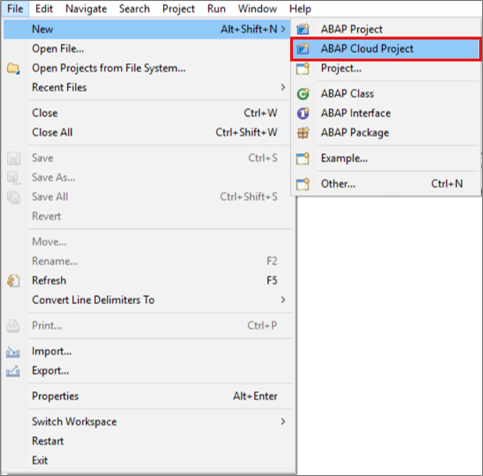 File Edit Navigate Search Project Run Window Help
New Alt+Shift+N
Open File...
Open Projects from File System...
Recent Files
Close Ctrl+W
Close All Ctrl+Shift+W
Save Ctrl+S
Save As...
Save All Ctrl+Shift+S
Revert
Move...
Rename... F2
Refresh F5
Convert Line Delimiters To
Print... Ctrl+P
Import...
Export...
Properties Alt+Enter
Switch Workspace
Restart
Exit
ABAP Project
ABAP Cloud Project
Project...
ABAP Class
ABAP Interface
ABAP Package
Example...
Other... Ctrl+N